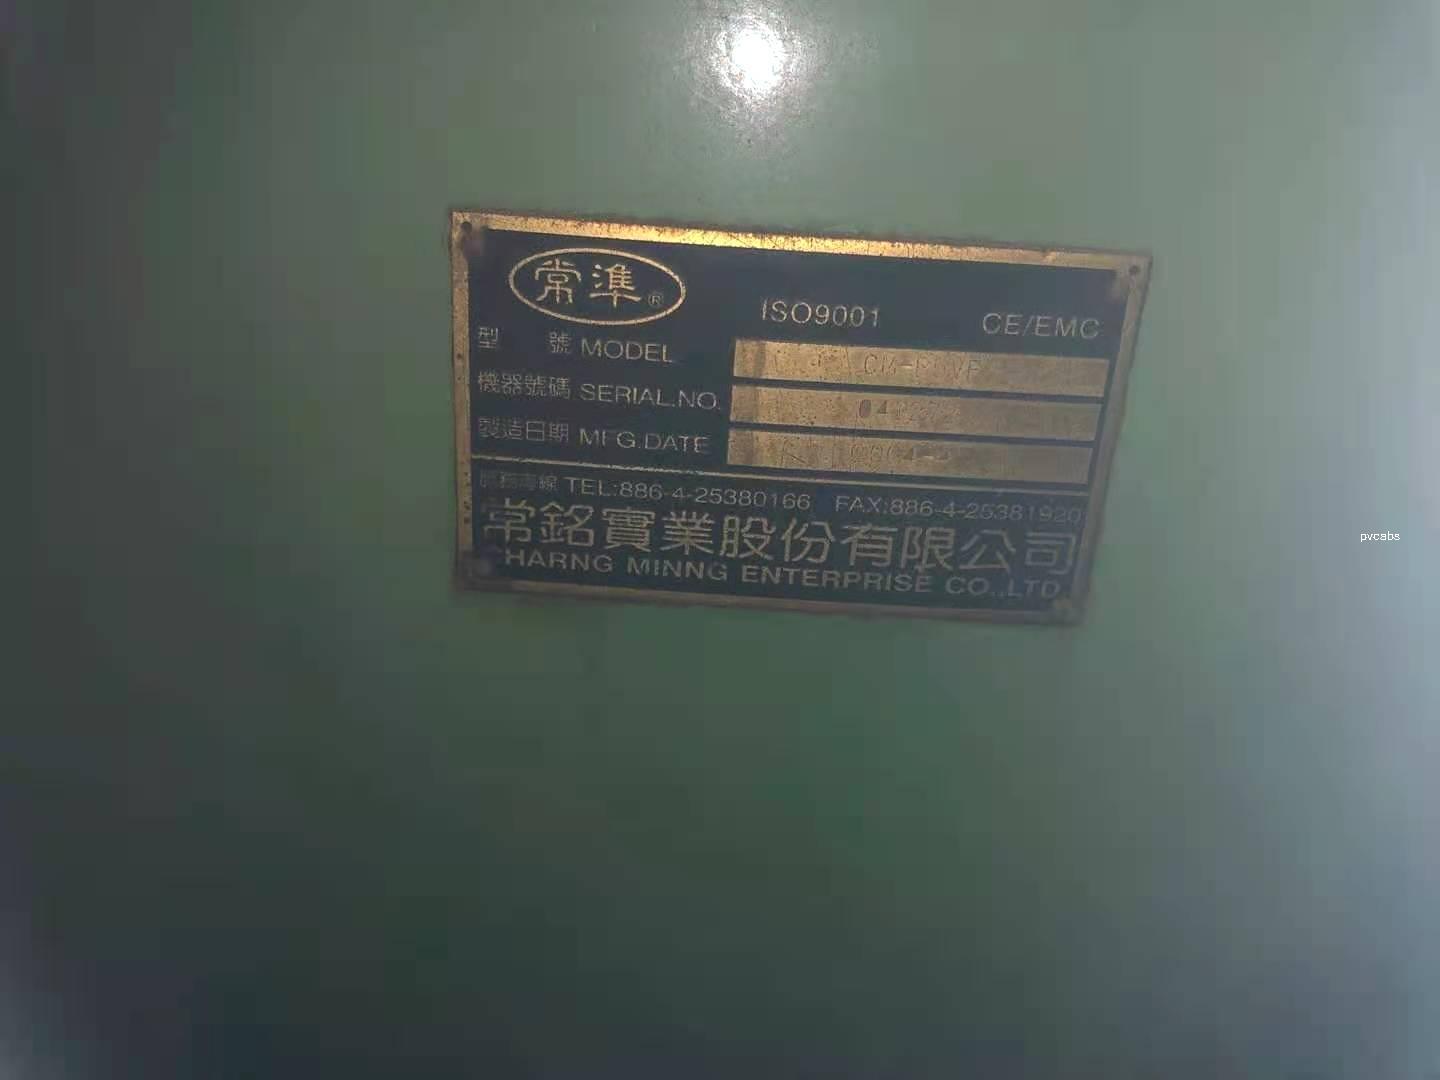 常準®
ISO9001 CE/EMC
型 號 MODEL
機器號碼 SERIAL.NO.
製造日期 MFG.DATE
TEL:886-4-25380166 FAX:886-4-25381920
常銘實業股份有限公司
CHARNG MINNG ENTERPRISE CO.,LTD.
pvcabs